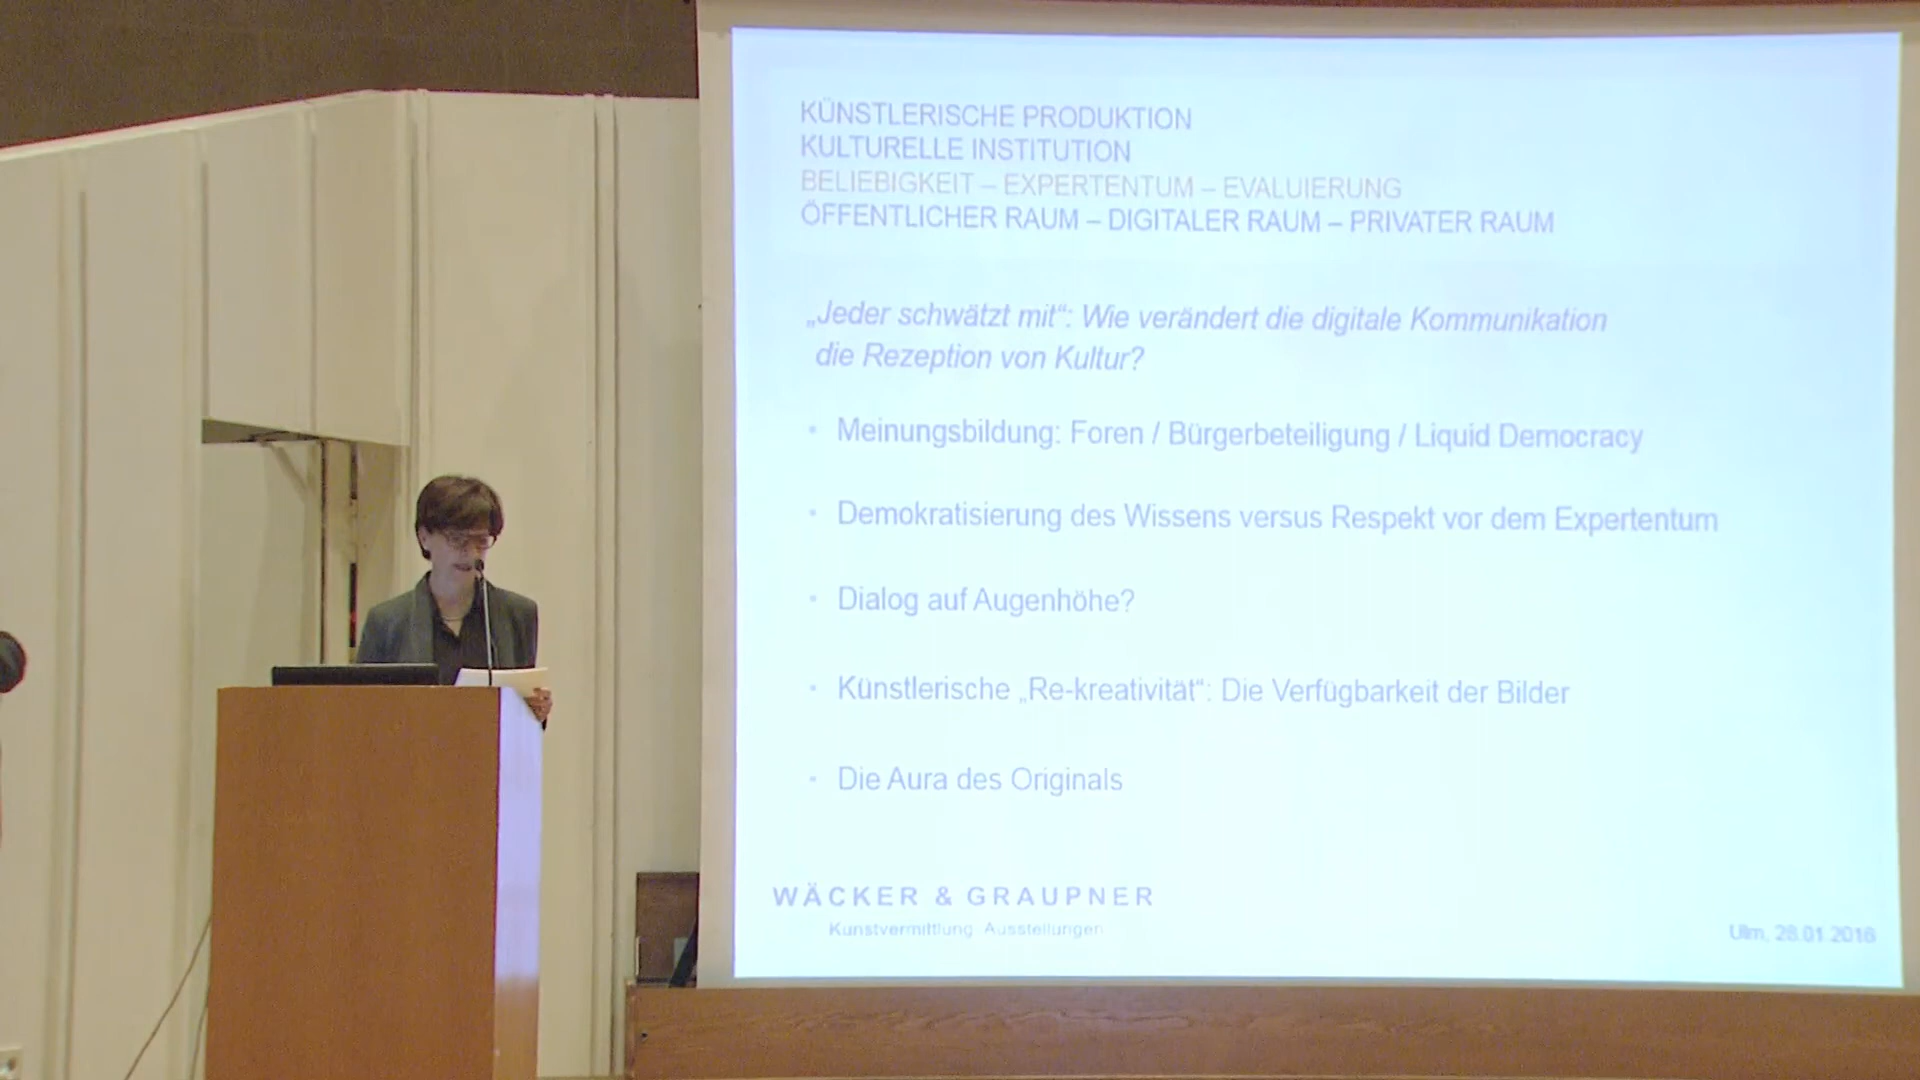 KÜNSTLERISCHE PRODUKTION
KULTURELLE INSTITUTION
BELIEBIGKEIT – EXPERTENTUM – EVALUIERUNG
ÖFFENTLICHER RAUM – DIGITALER RAUM – PRIVATER RAUM
„Jeder schwätzt mit“: Wie verändert die digitale Kommunikation
die Rezeption von Kultur?
• Meinungsbildung: Foren / Bürgerbeteiligung / Liquid Democracy
• Demokratisierung des Wissens versus Respekt vor dem Expertentum
• Dialog auf Augenhöhe?
• Künstlerische „Re-kreativität“: Die Verfügbarkeit der Bilder
• Die Aura des Originals
WÄCKER & GRAUPNER
Kunstvermittlung Ausstellungen
Ulm, 28.01.2016